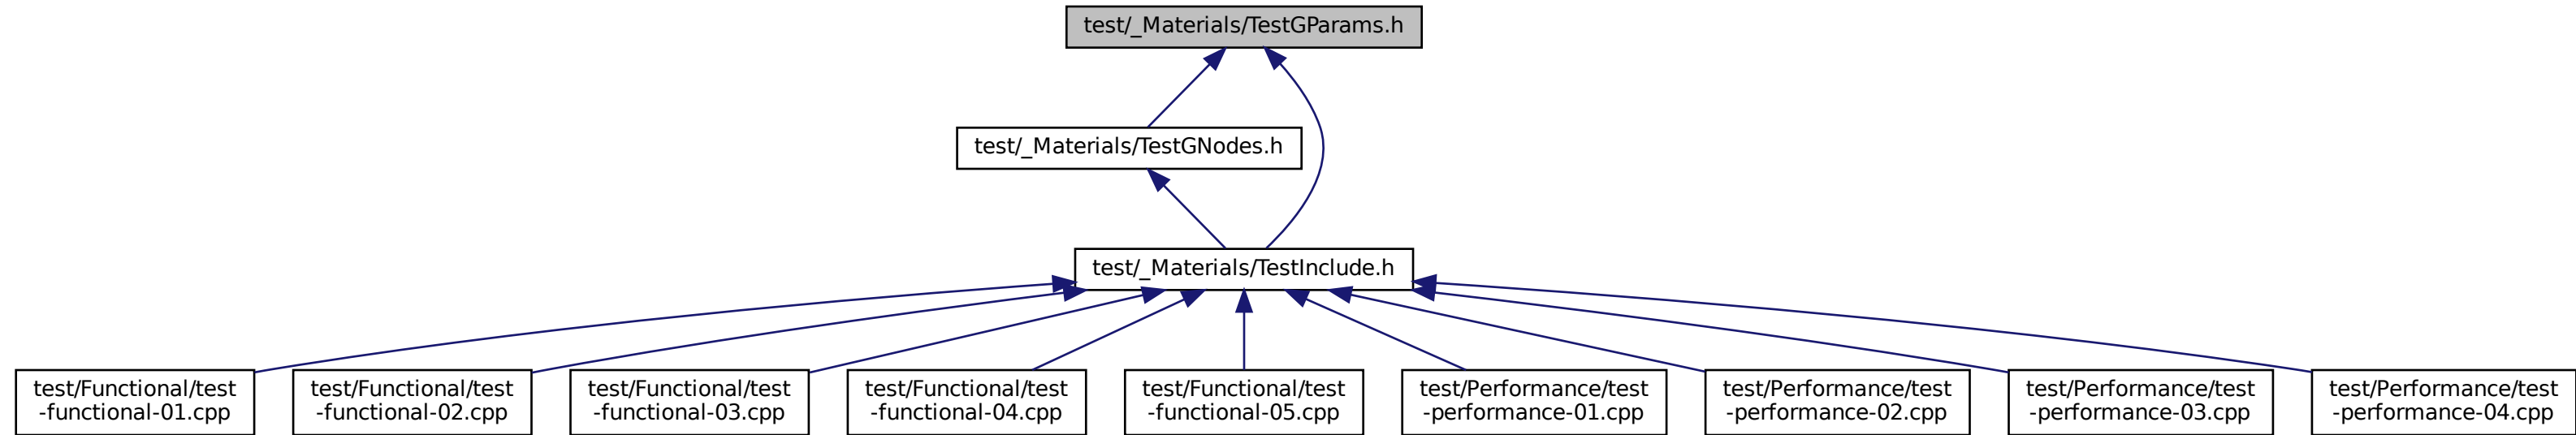 test/_Materials/TestGParams.h
test/_Materials/TestGNodes.h
test/_Materials/TestInclude.h
test/Functional/test
-functional-01.cpp
test/Functional/test
-functional-02.cpp
test/Functional/test
-functional-03.cpp
test/Functional/test
-functional-04.cpp
test/Functional/test
-functional-05.cpp
test/Performance/test
-performance-01.cpp
test/Performance/test
-performance-02.cpp
test/Performance/test
-performance-03.cpp
test/Performance/test
-performance-04.cpp